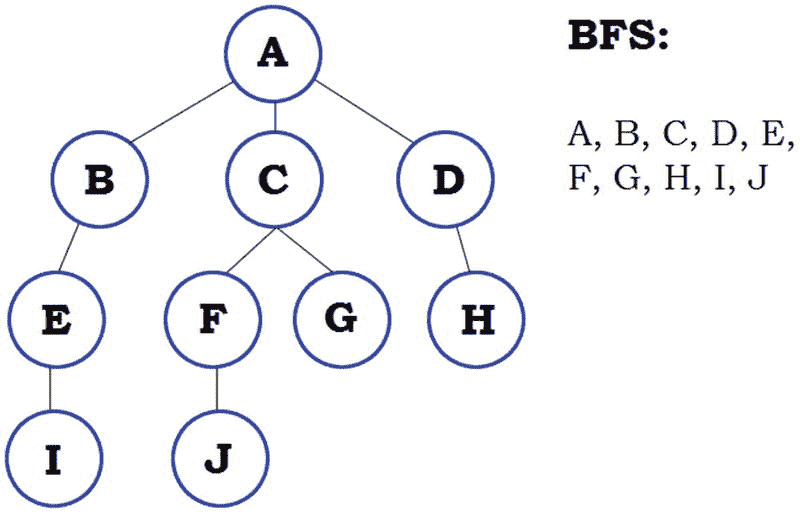 A
B C D
E F G H
I J
BFS:
A, B, C, D, E,
F, G, H, I, J